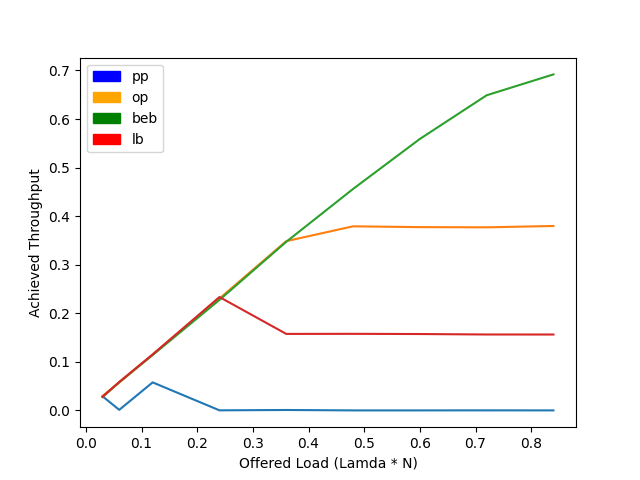 pp
op
beb
lb
Achieved Throughput
0.7
0.6
0.5
0.4
0.3
0.2
0.1
0.0
0.0 0.1 0.2 0.3 0.4 0.5 0.6 0.7 0.8
Offered Load (Lamda * N)